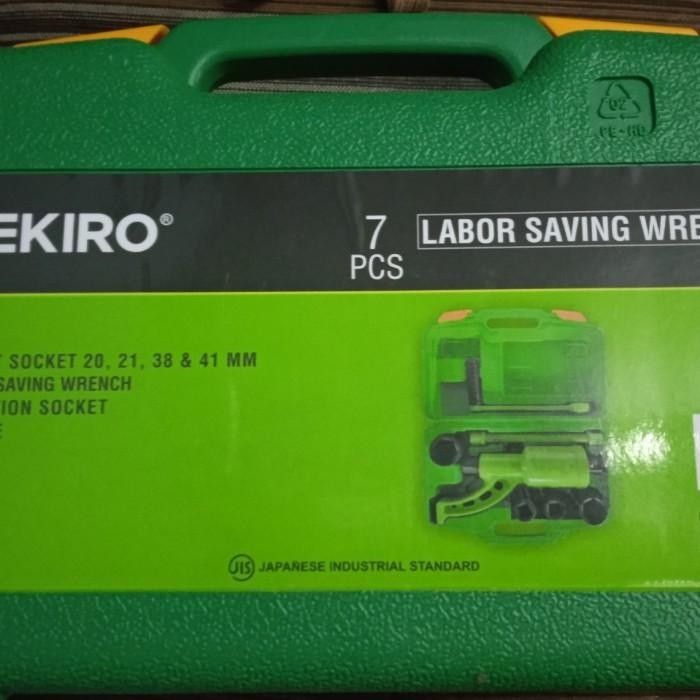 02
PE-HD
EKIRO®
7
PCS
LABOR SAVING WRE
T SOCKET 20, 21, 38 & 41 MM
SAVING WRENCH
ION SOCKET
E
JIS JAPANESE INDUSTRIAL STANDARD